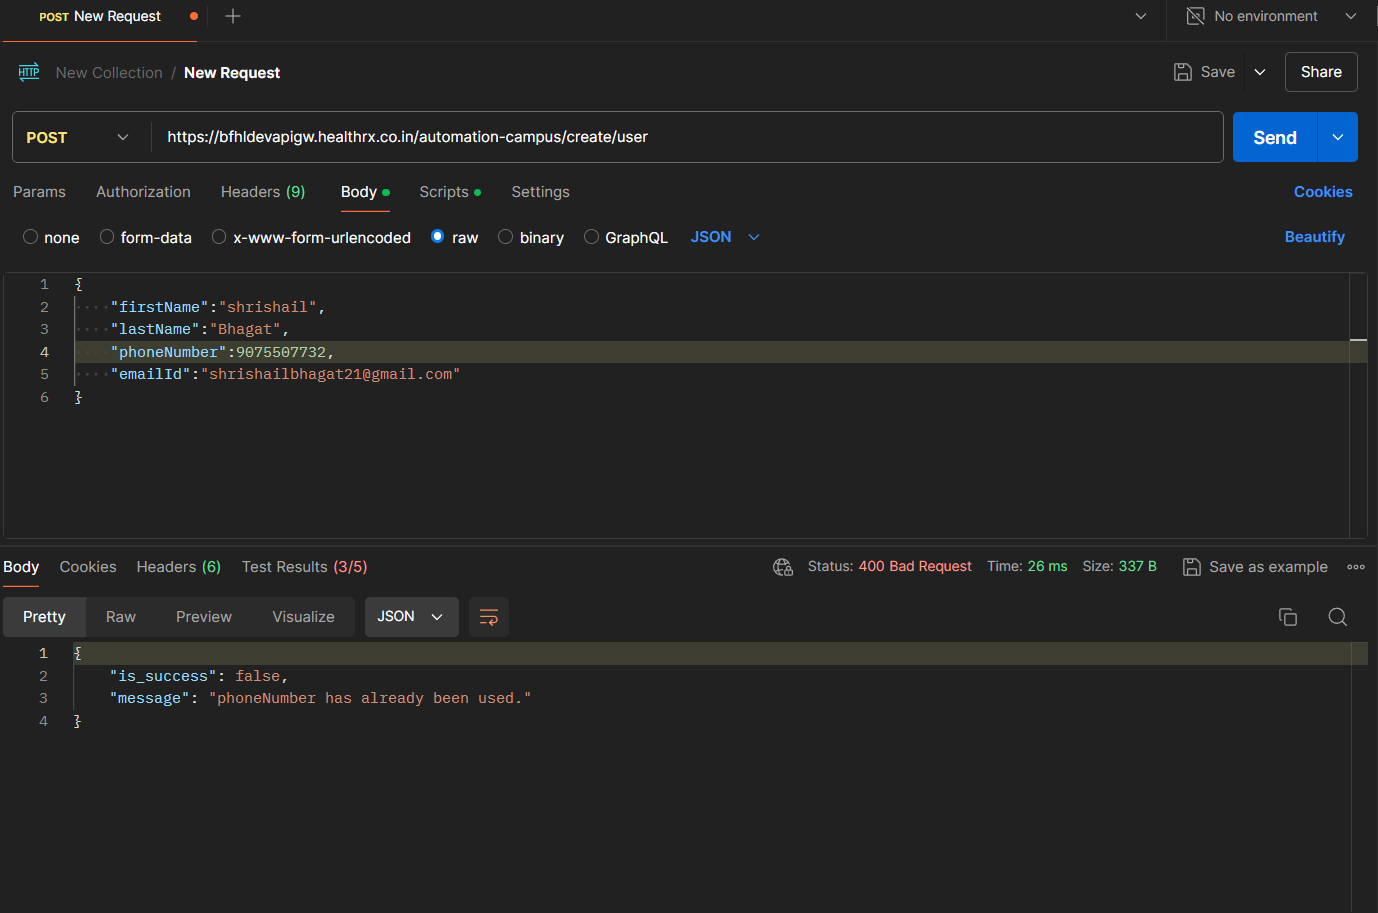 POST New Request
No environment
HTTP New Collection / New Request
Save
Share
POST
https://bfhldevapigw.healthrx.co.in/automation-campus/create/user
Send
Params Authorization Headers (9) Body Scripts Settings
Cookies
none form-data x-www-form-urlencoded raw binary GraphQL JSON
Beautify
1 {
2 "firstName":"shrishail",
3 "lastName":"Bhagat",
4 "phoneNumber":9075507732,
5 "emailId":"shrishailbhagat21@gmail.com"
6 }
Body Cookies Headers (6) Test Results (3/5)
Status: 400 Bad Request Time: 26 ms Size: 337 B Save as example
Pretty Raw Preview Visualize JSON
1 {
2 "is_success": false,
3 "message": "phoneNumber has already been used."
4 }